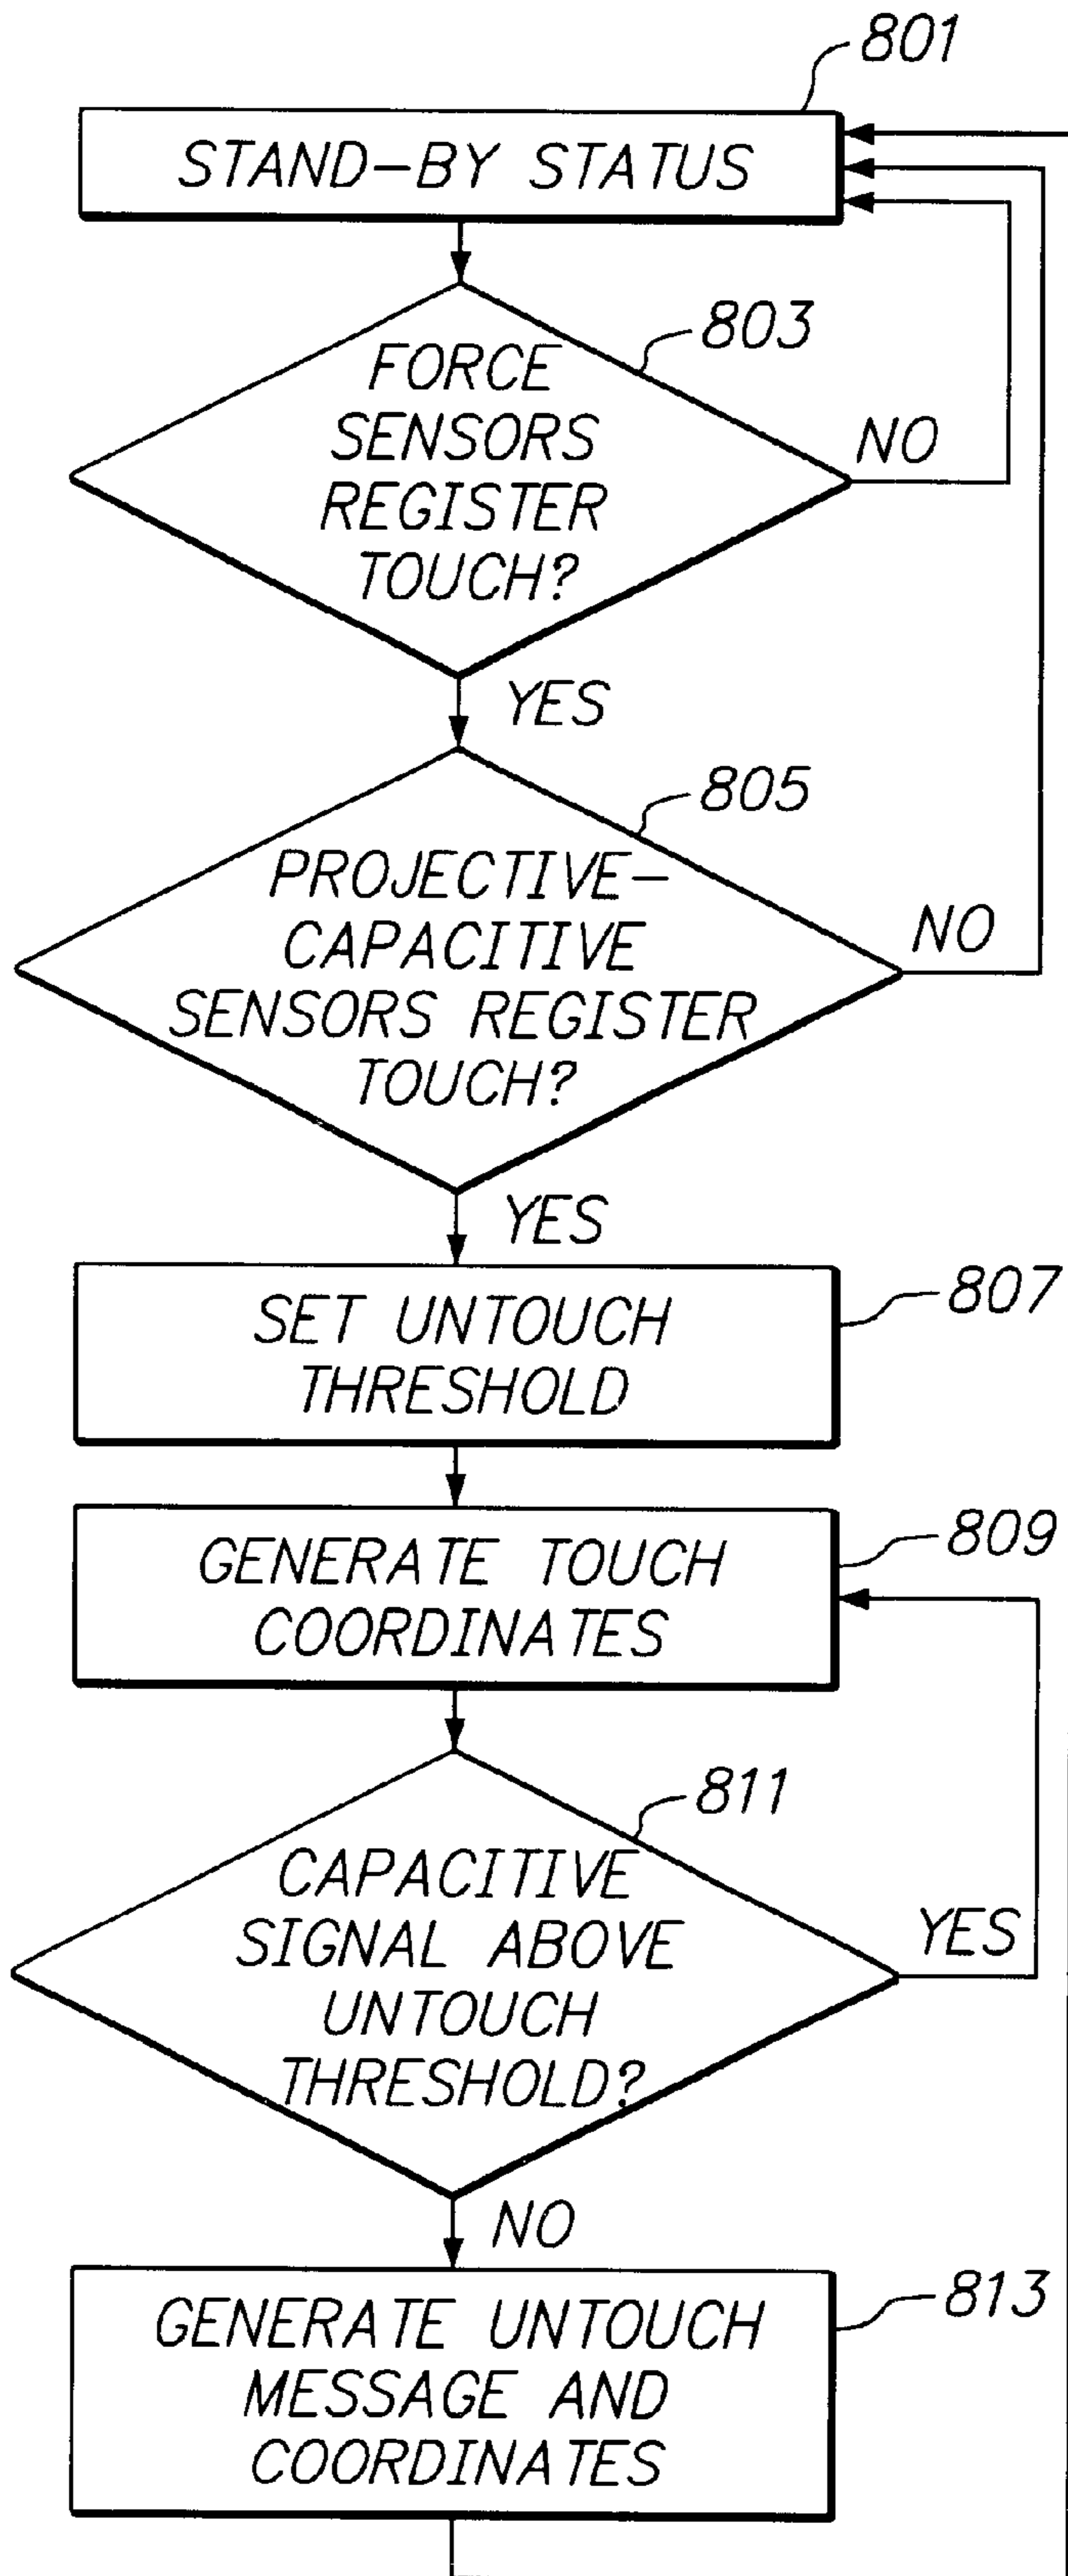 801
STAND-BY STATUS
803
FORCE
SENSORS
REGISTER
TOUCH?
NO
YES
805
PROJECTIVE-
CAPACITIVE
SENSORS REGISTER
TOUCH?
NO
YES
807
SET UNTOUCH
THRESHOLD
809
GENERATE TOUCH
COORDINATES
811
CAPACITIVE
SIGNAL ABOVE
UNTOUCH
THRESHOLD?
YES
NO
813
GENERATE UNTOUCH
MESSAGE AND
COORDINATES